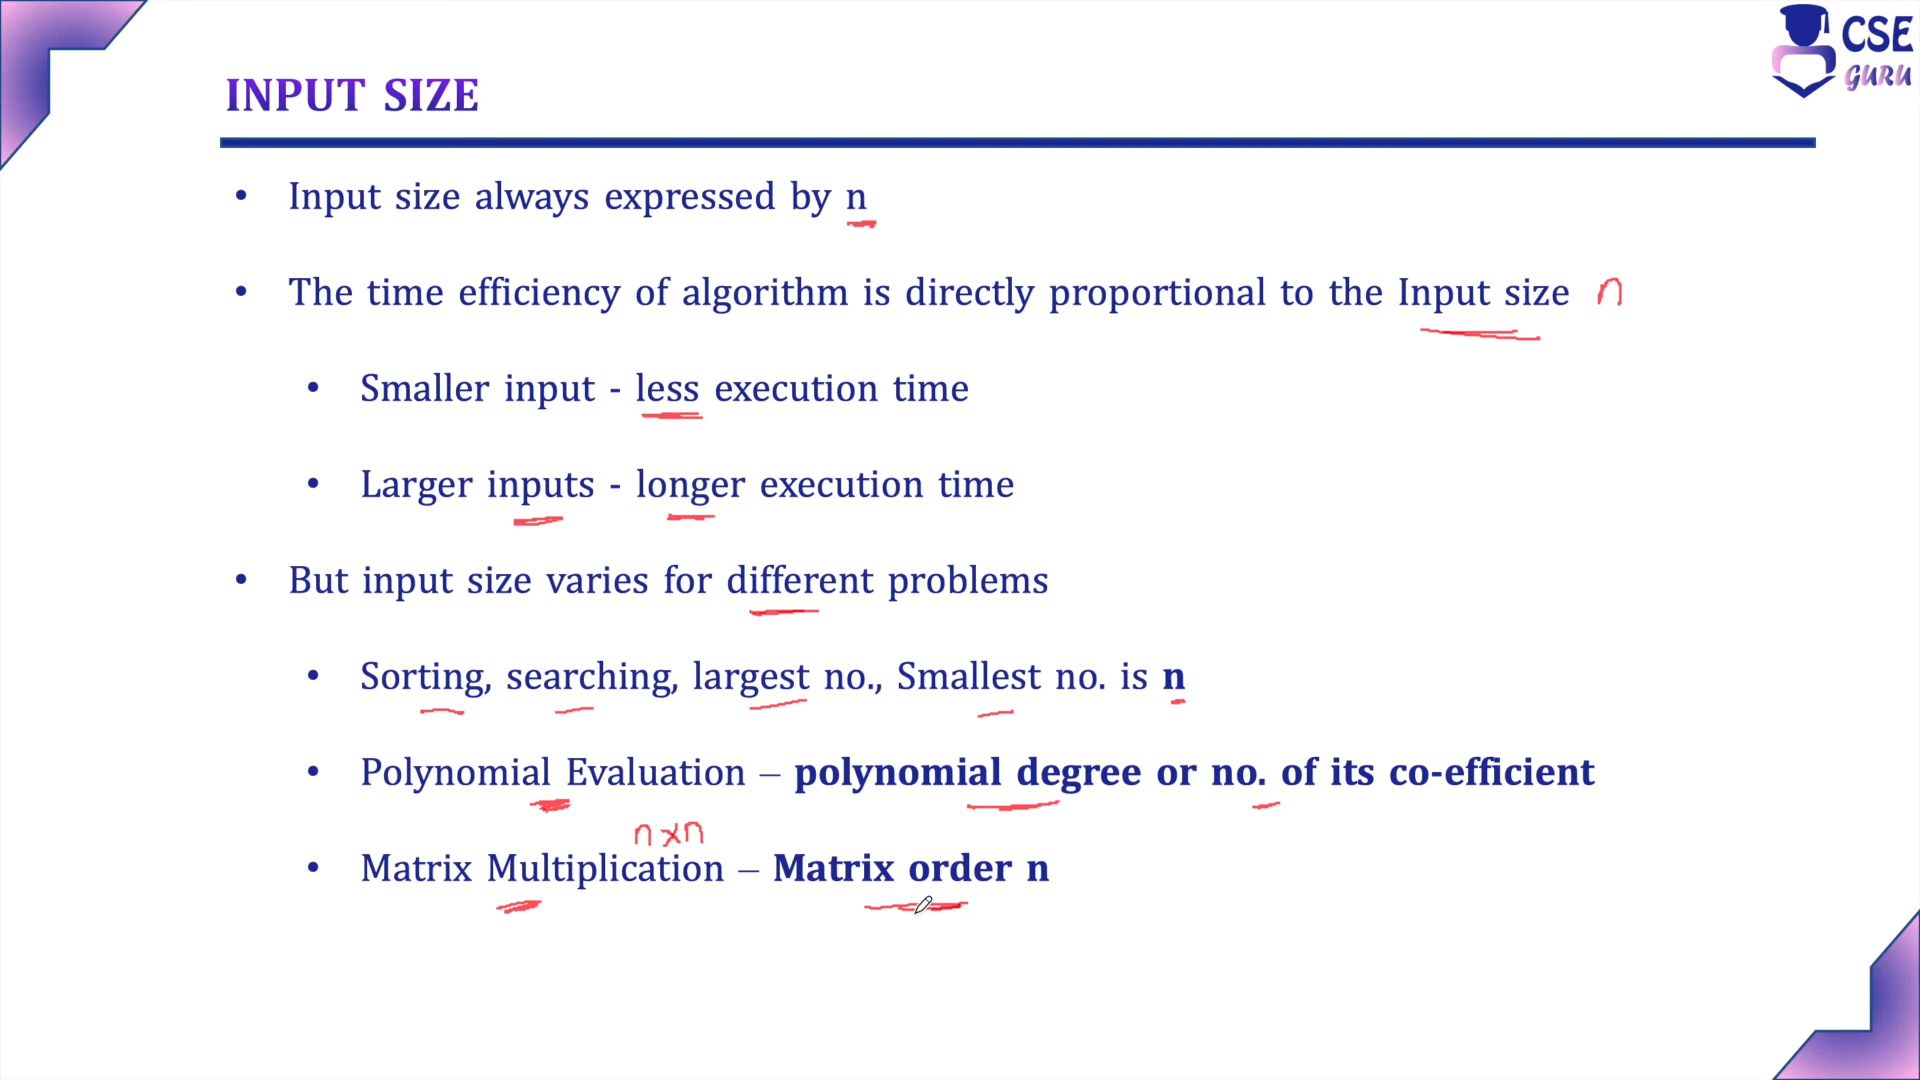 CSE
GURU
INPUT SIZE
• Input size always expressed by n
• The time efficiency of algorithm is directly proportional to the Input size n
• Smaller input - less execution time
• Larger inputs - longer execution time
• But input size varies for different problems
• Sorting, searching, largest no., Smallest no. is n
• Polynomial Evaluation – polynomial degree or no. of its co-efficient
n x n
• Matrix Multiplication – Matrix order n